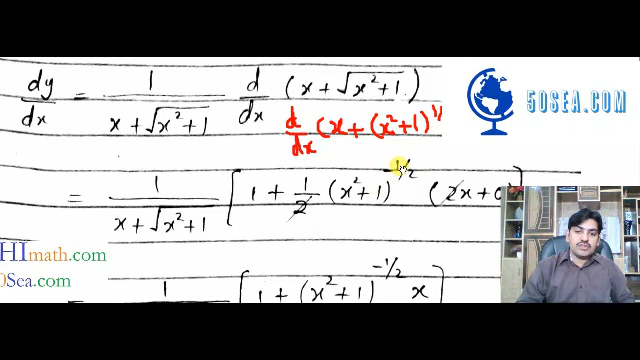 dy/dx = 1/(x+√(x²+1)) d/dx (x+√(x²+1))
50SEA.COM
d/dx (x+(x²+1)^1/
= 1/(x+√(x²+1)) [1 + 1/2 (x²+1)^-1/2 (2x+0)]
HImath.com
0Sea.com
= 1 [1 + (x²+1)^-1/2 x]